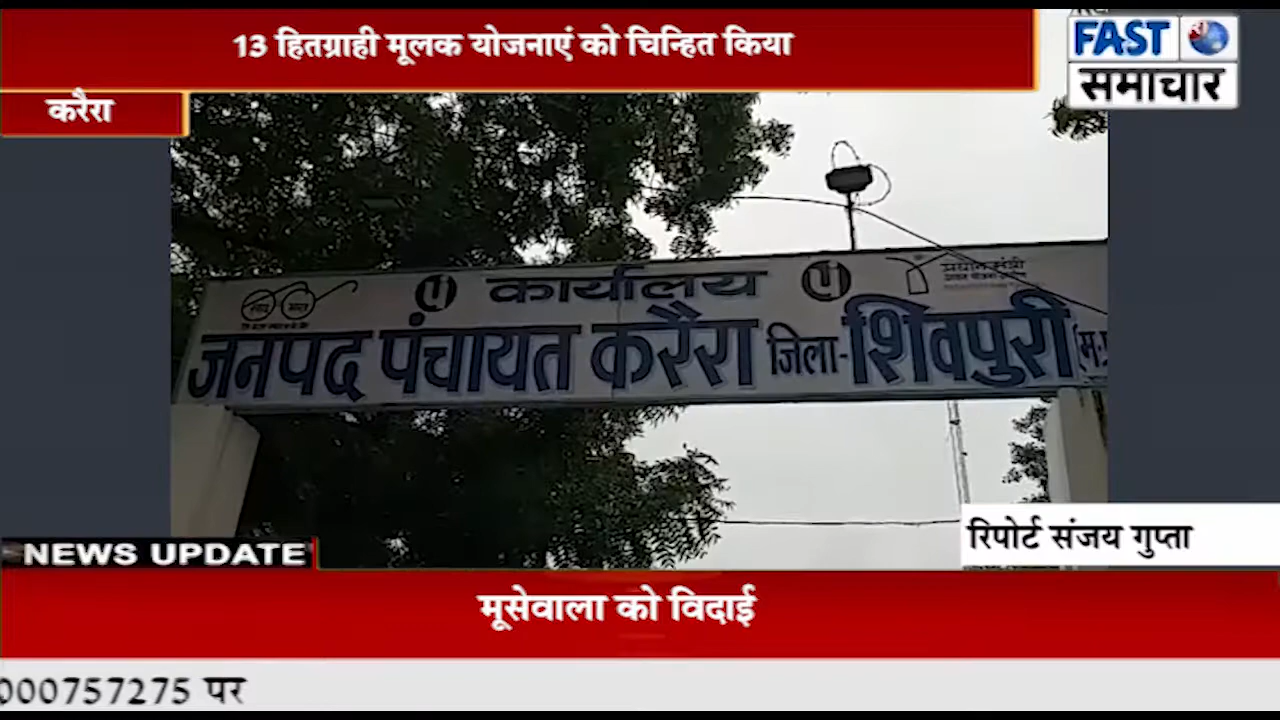 13 हितग्राही मूलक योजनाएं को चिन्हित किया
FAST
समाचार
करैरा
कार्यालय
जनपद पंचायत करैरा जिला-शिवपुरी
रिपोर्ट संजय गुप्ता
NEWS UPDATE
मूसेवाला को विदाई
000757275 पर